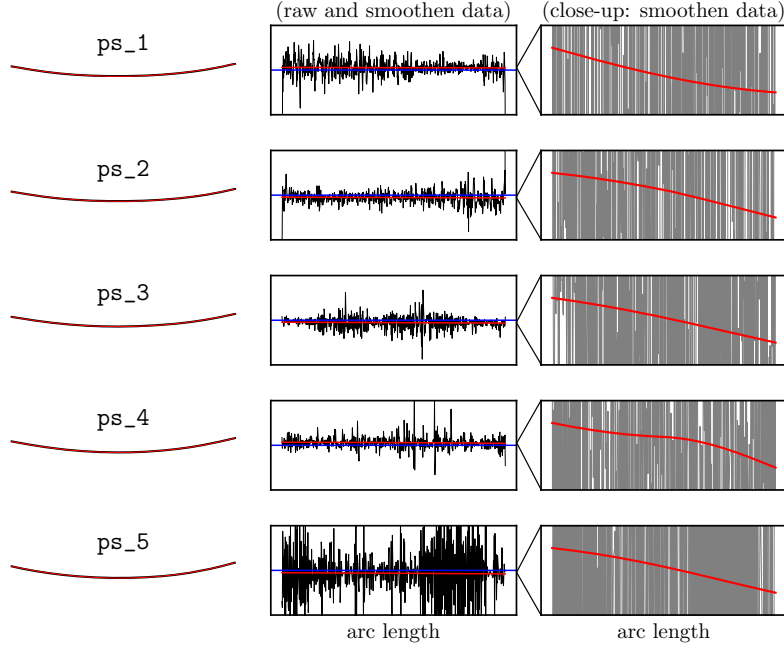 (raw and smoothen data)
(close-up: smoothen data)
ps_1
ps_2
ps_3
ps_4
ps_5
arc length
arc length